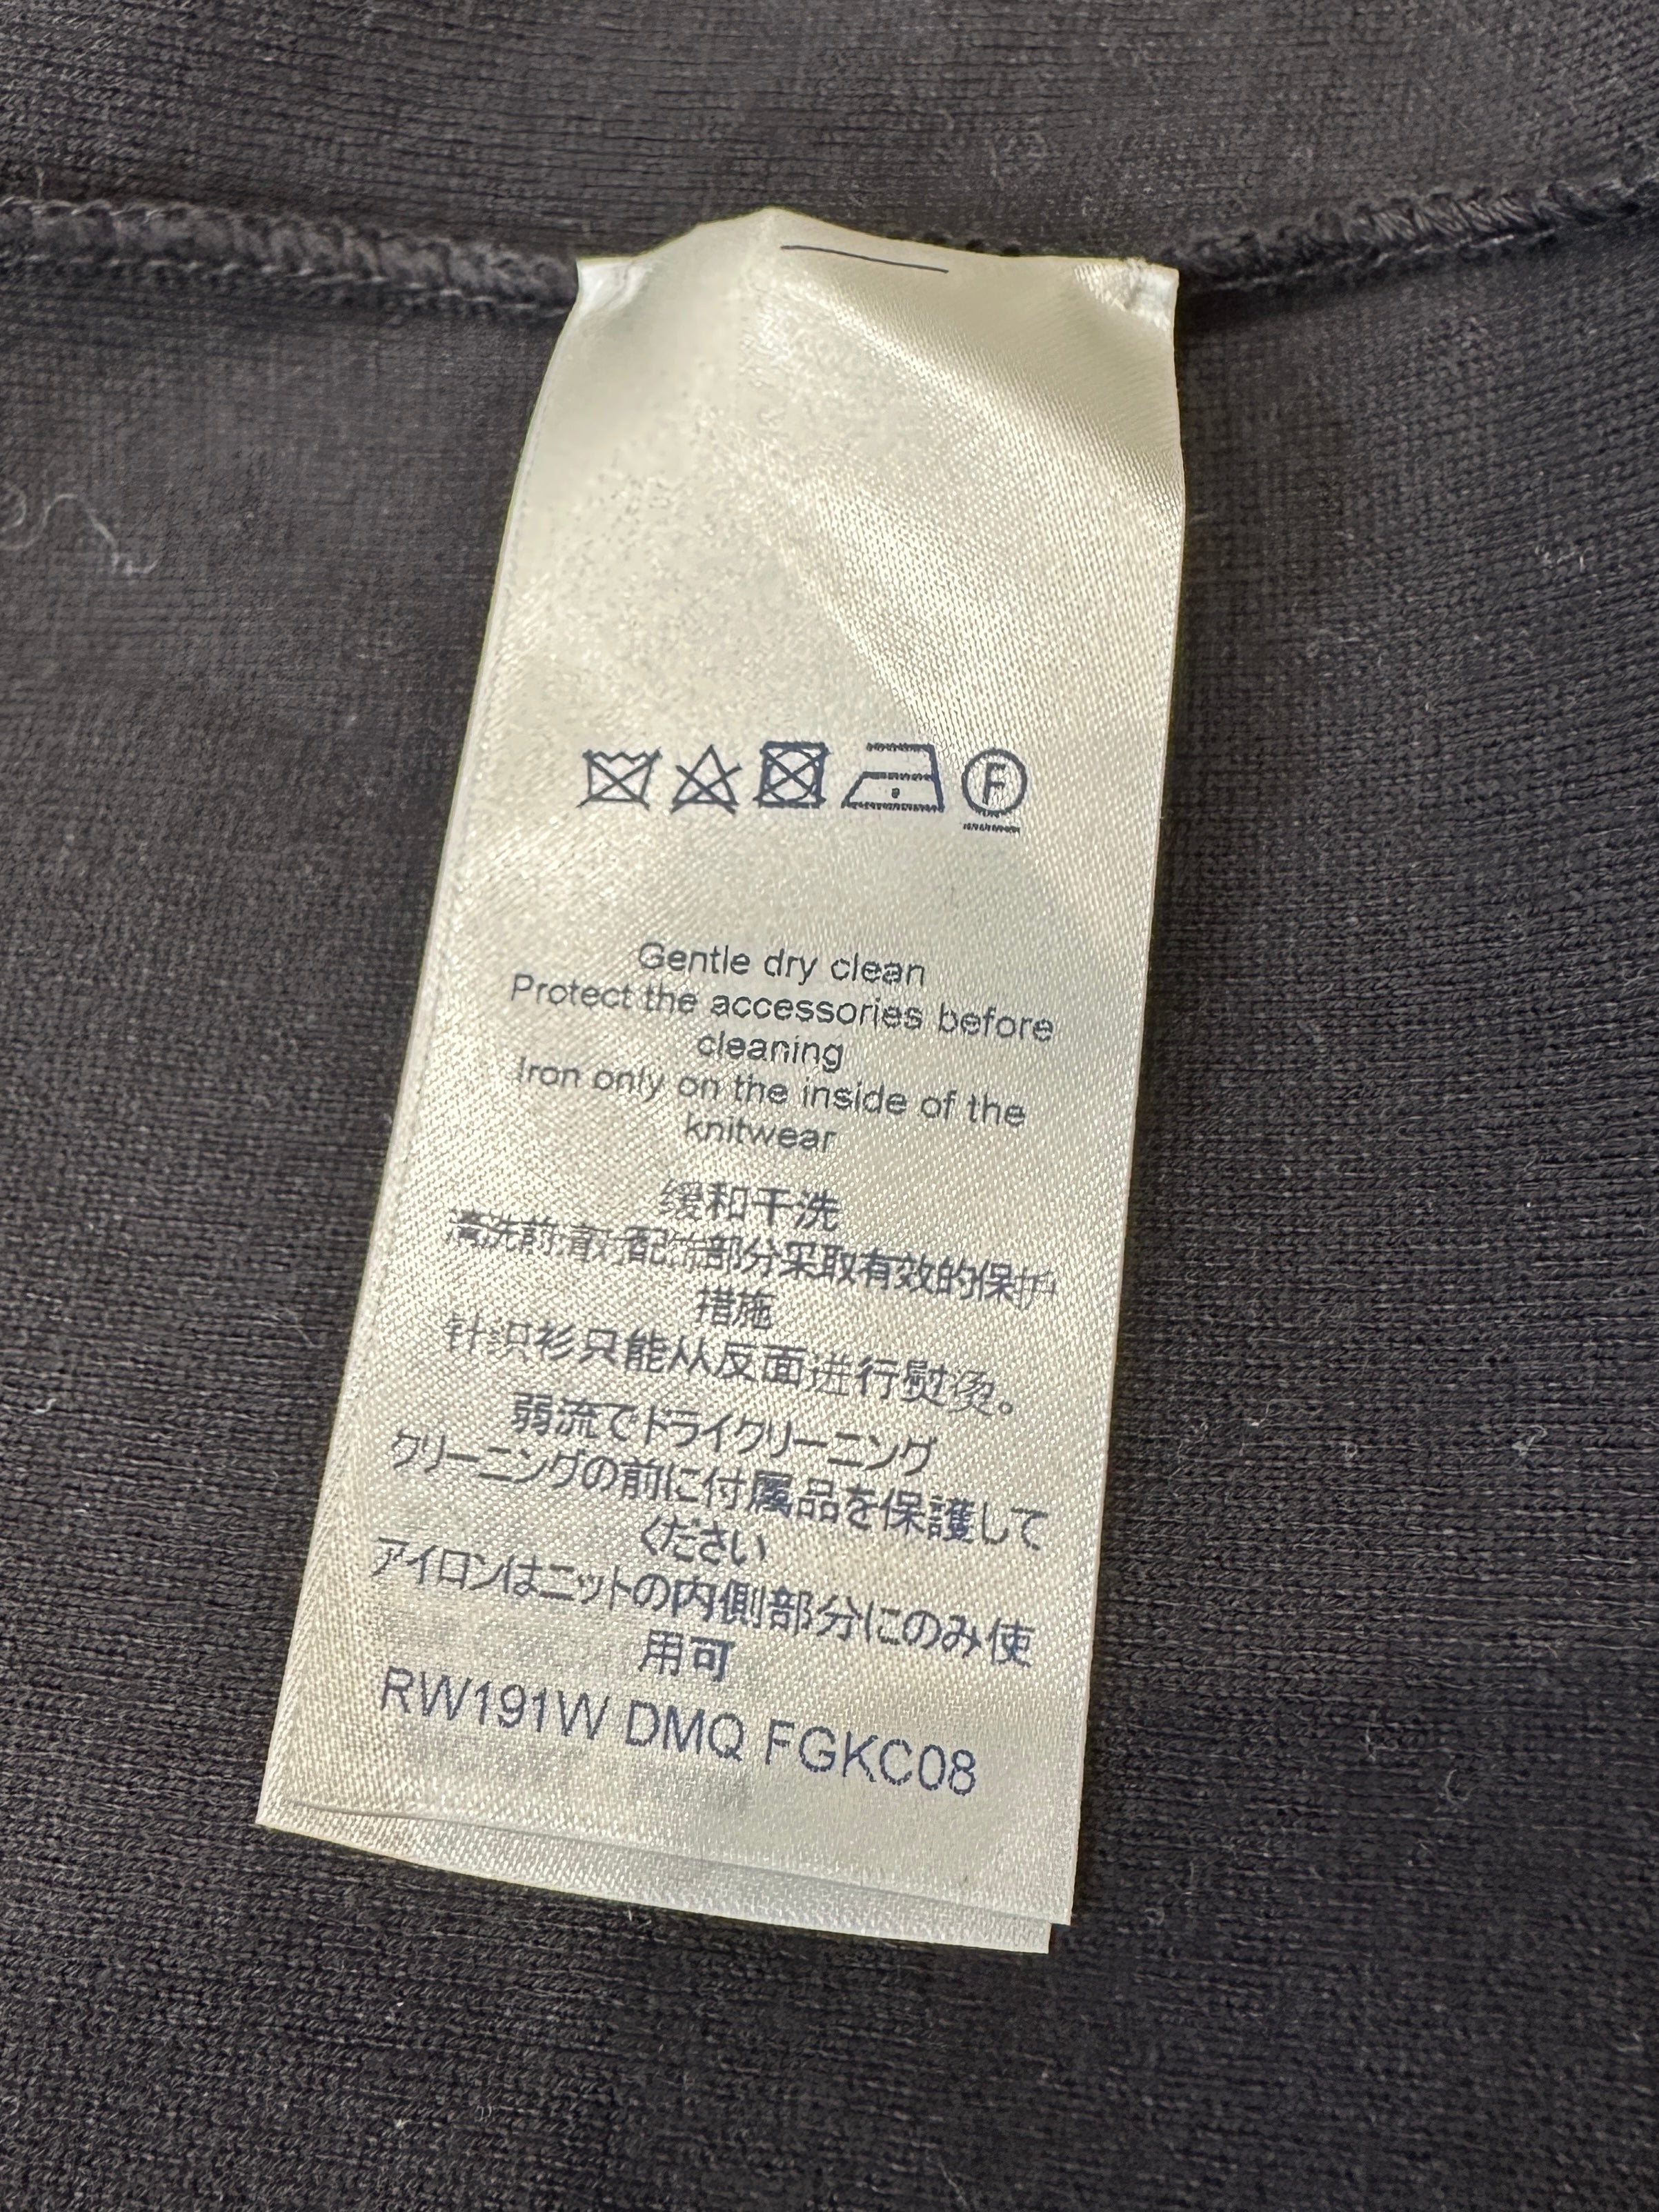 F
Gentle dry clean
Protect the accessories before
cleaning
Iron only on the inside of the
knitwear
缓和干洗
清洗前请对配饰部分采取有效的保护
措施
针织衫只能从反面进行熨烫。
弱流でドライクリーニング
クリーニングの前に付属品を保護して
ください
アイロンはニットの内側部分にのみ使
用可
RW191W DMQ FGKC08